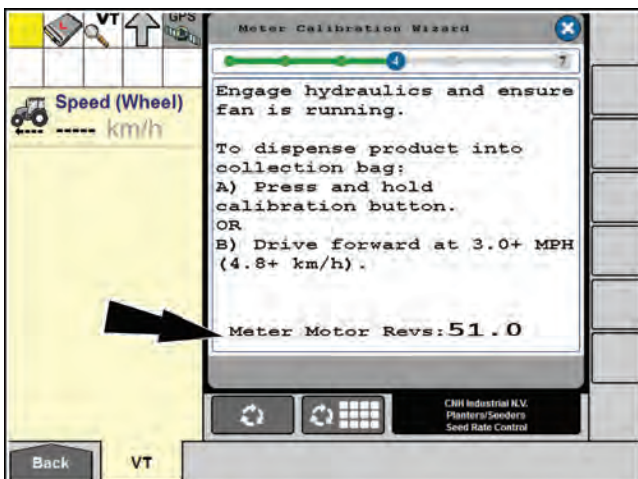 VT
GPS
Meter Calibration Wizard
4
7
Speed (Wheel)
----- km/h
Engage hydraulics and ensure
fan is running.
To dispense product into
collection bag:
A) Press and hold
calibration button.
OR
B) Drive forward at 3.0+ MPH
(4.8+ km/h).
Meter Motor Revs:51.0
CNH Industrial N.V.
Planters/Seeders
Seed Rate Control
Back
VT